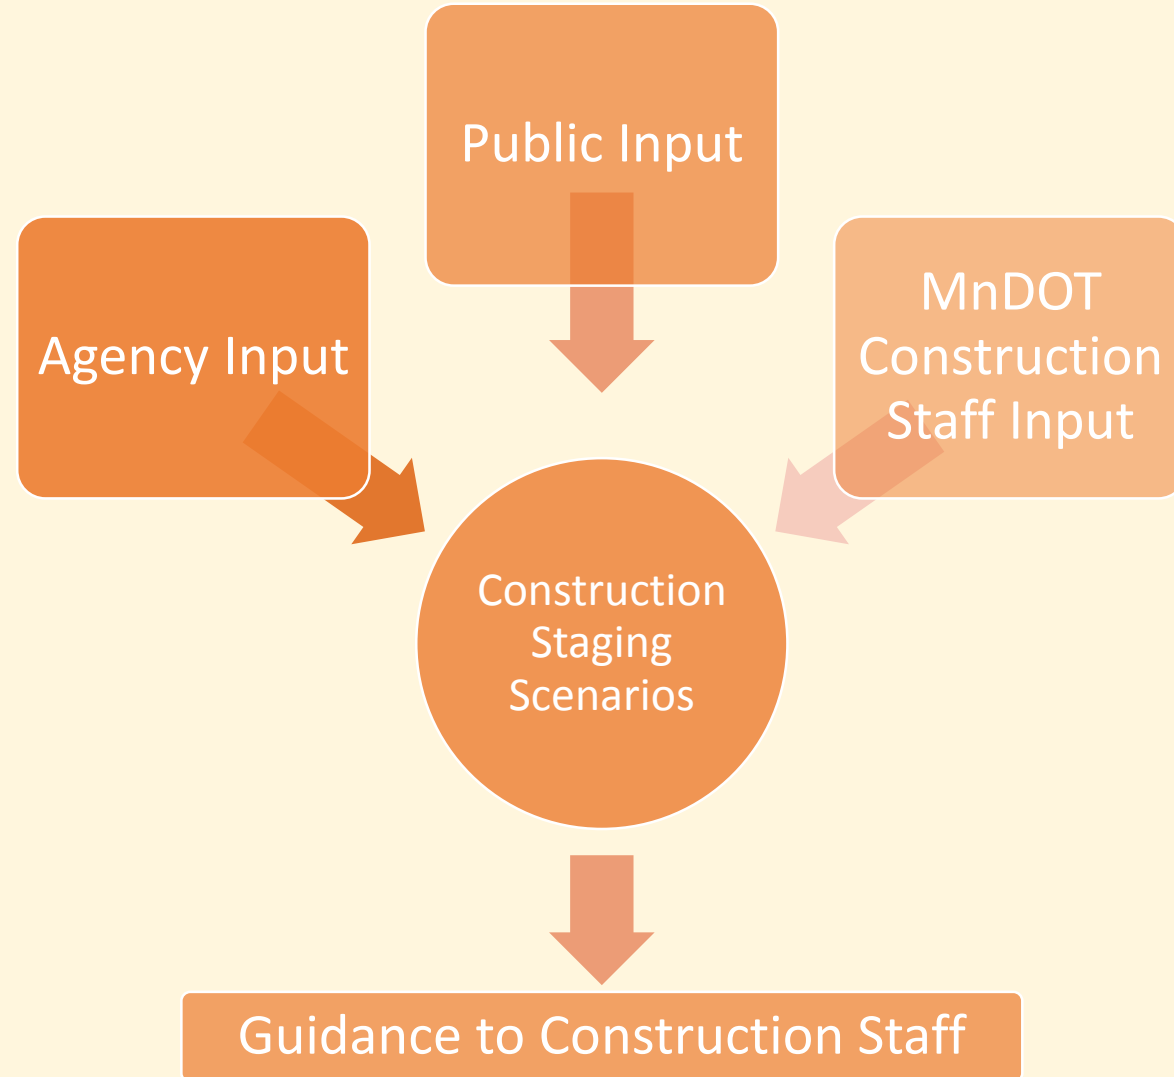 Public Input
Agency Input
MnDOT
Construction
Staff Input
Construction
Staging
Scenarios
Guidance to Construction Staff